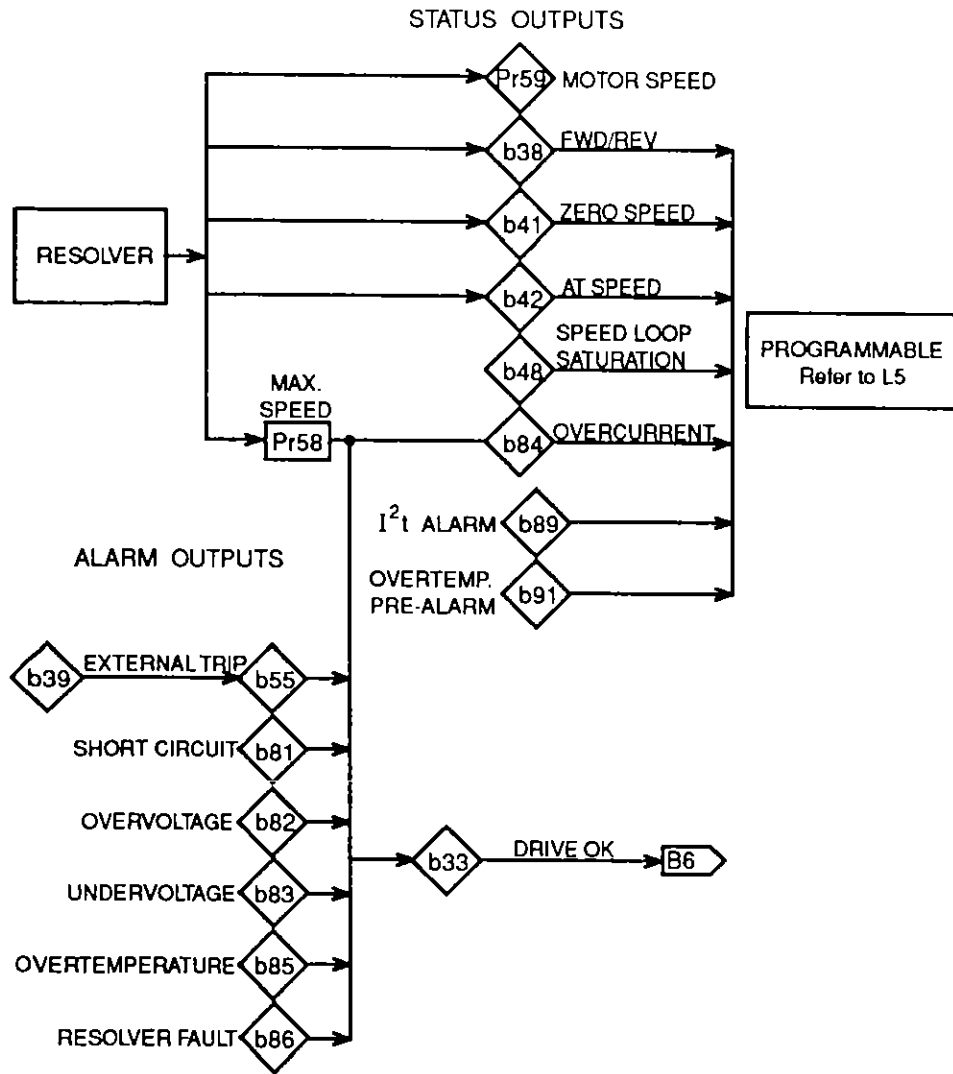 STATUS OUTPUTS
Pr59 MOTOR SPEED
b38 FWD/REV
b41 ZERO SPEED
RESOLVER
b42 AT SPEED
SPEED LOOP
b48 SATURATION
PROGRAMMABLE
Refer to L5
MAX.
SPEED
Pr58
b84 OVERCURRENT
I²t ALARM b89
ALARM OUTPUTS
OVERTEMP.
PRE-ALARM b91
b39 EXTERNAL TRIP b55
SHORT CIRCUIT b81
OVERVOLTAGE b82
b33 DRIVE OK B6
UNDERVOLTAGE b83
OVERTEMPERATURE b85
RESOLVER FAULT b86